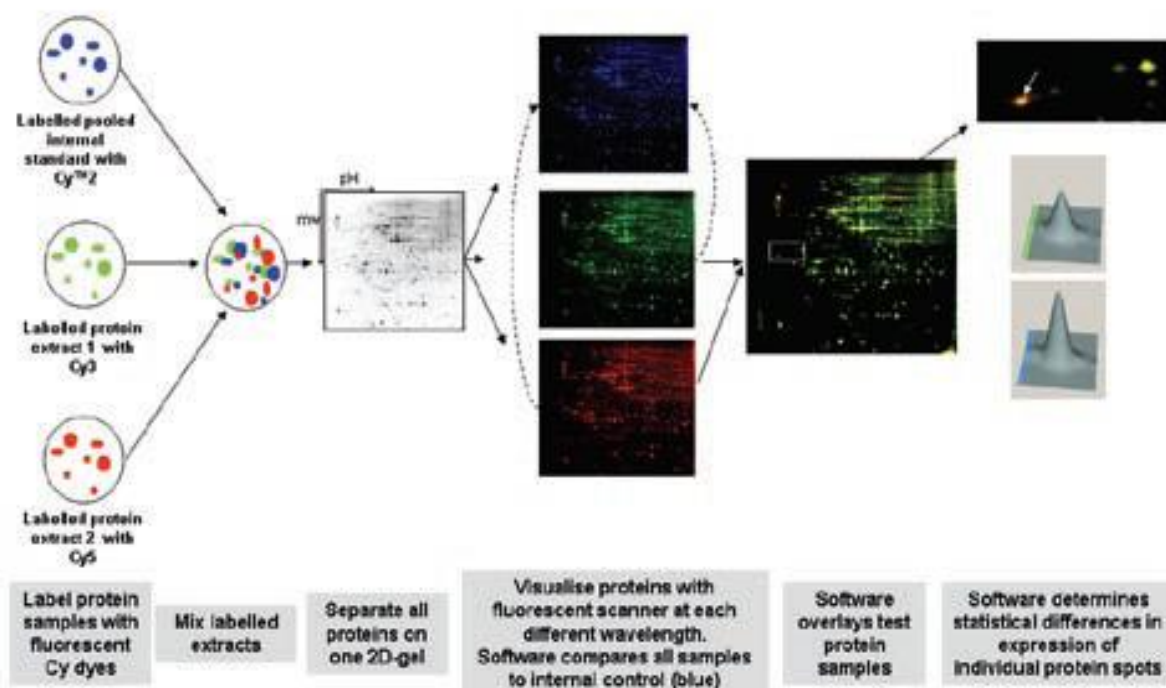 Labelled pooled
internal
standard with
Cy™2
Labelled protein
extract 1 with
Cy3
Labelled protein
extract 2 with
Cy5
pH
mw
Label protein
samples with
fluorescent
Cy dyes
Mix labelled
extracts
Separate all
proteins on
one 2D-gel
Visualise proteins with
fluorescent scanner at each
different wavelength.
Software compares all samples
to internal control (blue)
Software
overlays test
protein
samples
Software determines
statistical differences in
expression of
individual protein spots